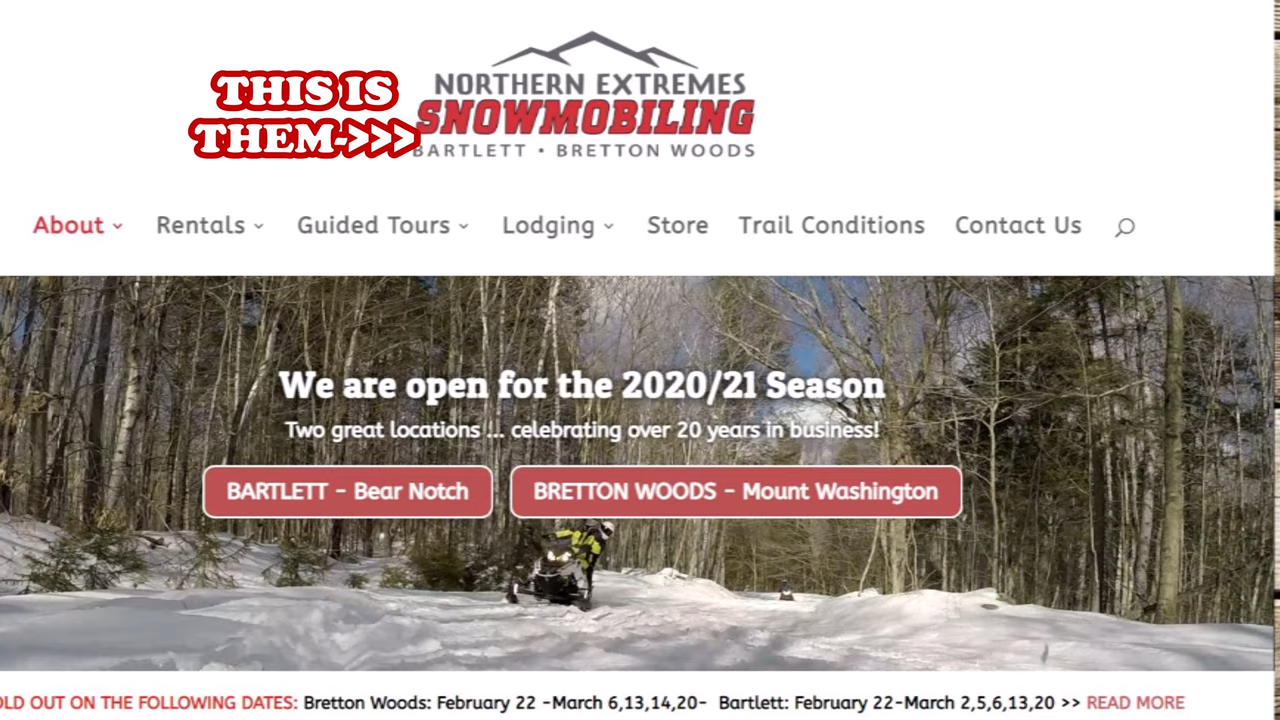 THIS IS
THEM->>>
NORTHERN EXTREMES
SNOWMOBILING
BARTLETT • BRETTON WOODS
About Rentals Guided Tours Lodging Store Trail Conditions Contact Us
We are open for the 2020/21 Season
Two great locations ... celebrating over 20 years in business!
BARTLETT - Bear Notch BRETTON WOODS - Mount Washington
OLD OUT ON THE FOLLOWING DATES: Bretton Woods: February 22 -March 6,13,14,20- Bartlett: February 22-March 2,5,6,13,20 >> READ MORE